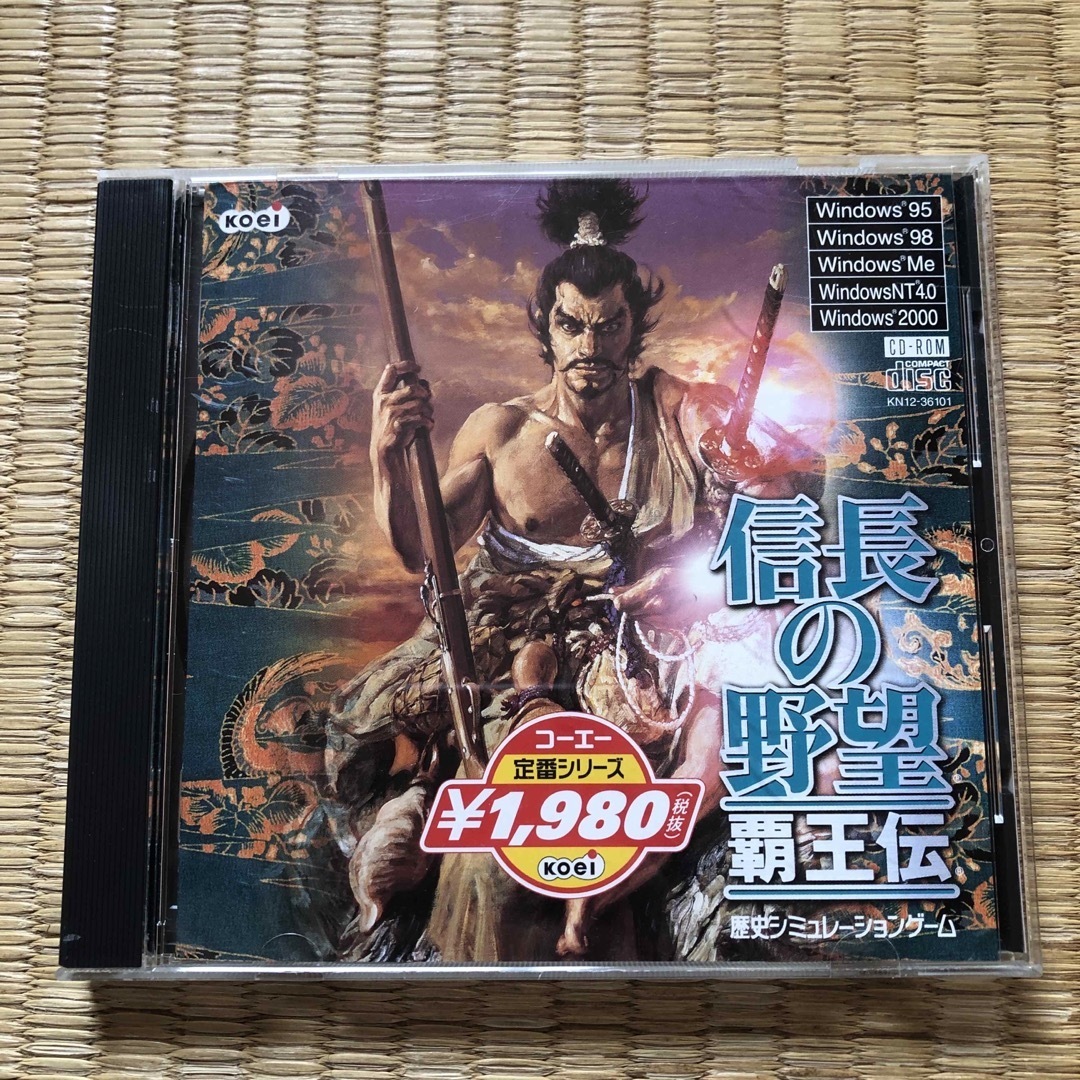 KOEI
Windows®95
Windows®98
Windows®Me
WindowsNT®4.0
Windows®2000
CD-ROM
COMPACT
disc
KN12-36101
信長
の
野望
覇王伝
歴史シミュレーションゲーム
コーエー
定番シリーズ
¥1,980(税抜)
KOEI